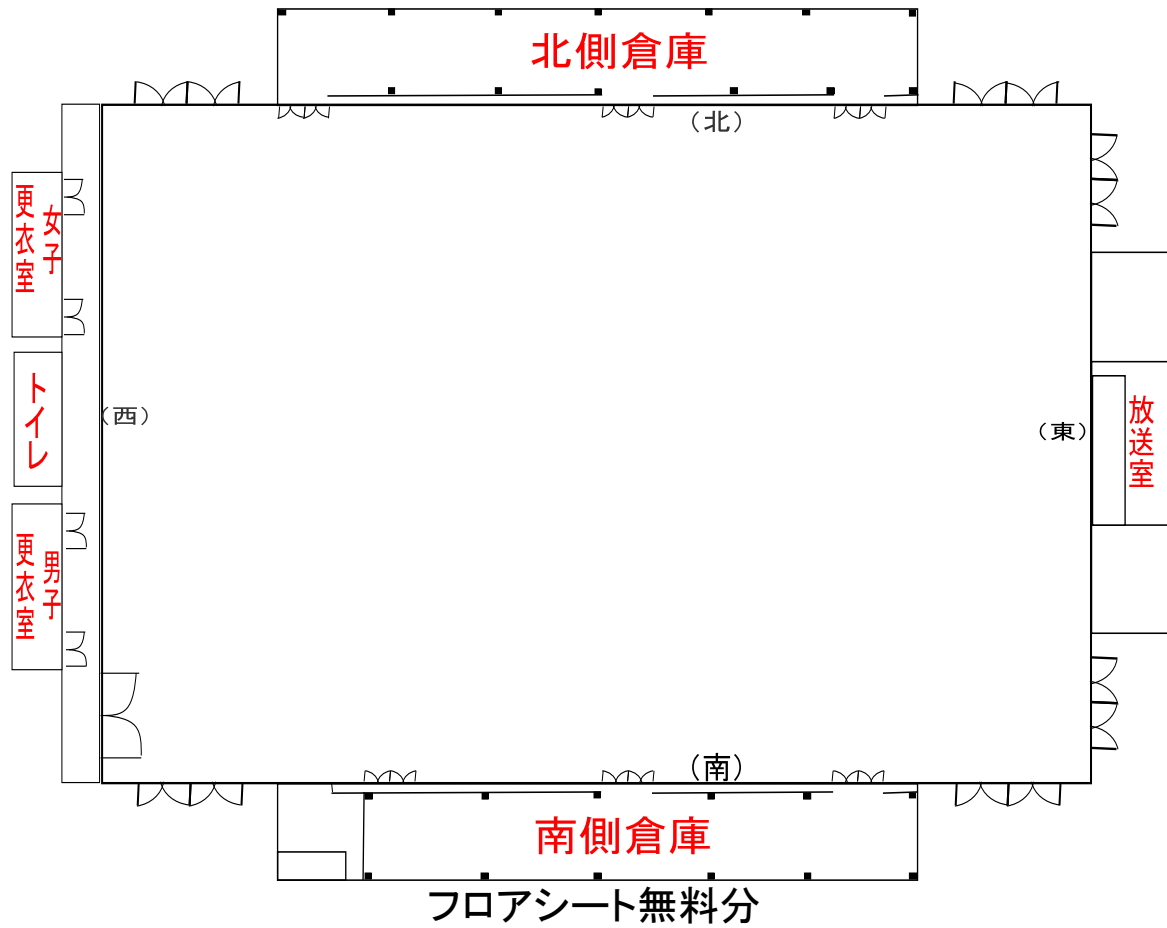 北側倉庫
（北）
女子
更衣室
トイレ
（西）
（東）
放送室
男子
更衣室
（南）
南側倉庫
フロアシート無料分